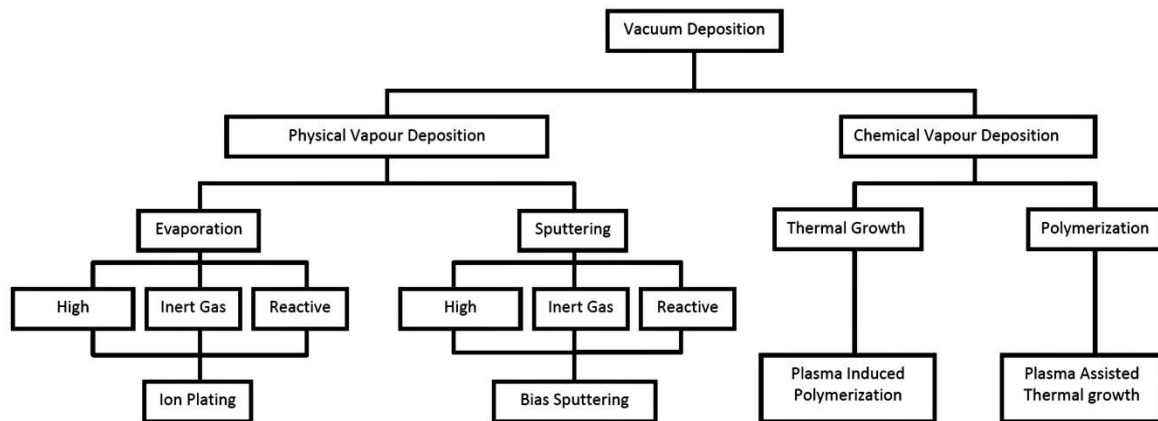 Vacuum Deposition
Physical Vapour Deposition
Chemical Vapour Deposition
Evaporation
Sputtering
Thermal Growth
Polymerization
High
Inert Gas
Reactive
High
Inert Gas
Reactive
Ion Plating
Bias Sputtering
Plasma Induced
Polymerization
Plasma Assisted
Thermal growth